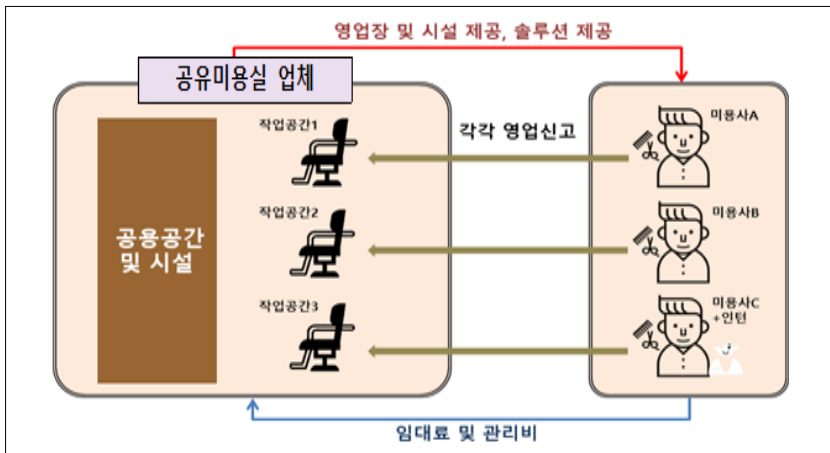 영업장 및 시설 제공, 솔루션 제공
공유미용실 업체
작업공간1
각각 영업신고
미용사A
작업공간2
미용사B
공용공간
및 시설
작업공간3
미용사C
+인턴
임대료 및 관리비